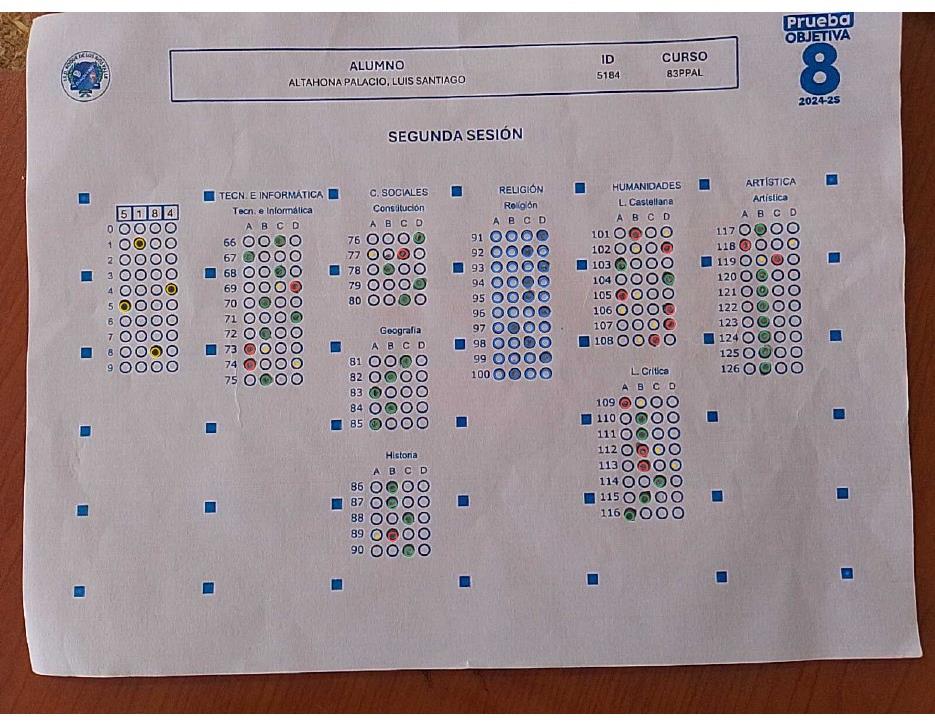 Prueba
OBJETIVA
8
2024-2S
ALUMNO
ALTAHONA PALACIO, LUIS SANTIAGO
ID
5184
CURSO
83PPAL
SEGUNDA SESIÓN
5 1 8 4
0
1
2
3
4
5
6
7
8
9
TECN. E INFORMÁTICA
Tecn. e Informática
A B C D
66
67
68
69
70
71
72
73
74
75
C. SOCIALES
Constitución
A B C D
76
77
78
79
80
Geografia
A B C D
81
82
83
84
85
Historia
A B C D
86
87
88
89
90
RELIGIÓN
Religión
A B C D
91
92
93
94
95
96
97
98
99
100
HUMANIDADES
L. Castellana
A B C D
101
102
103
104
105
106
107
108
L. Crítica
A B C D
109
110
111
112
113
114
115
116
ARTÍSTICA
Artística
A B C D
117
118
119
120
121
122
123
124
125
126